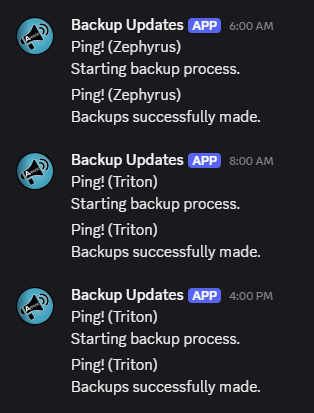 Backup Updates APP 6:00 AM
Ping! (Zephyrus)
Starting backup process.
Ping! (Zephyrus)
Backups successfully made.
Backup Updates APP 8:00 AM
Ping! (Triton)
Starting backup process.
Ping! (Triton)
Backups successfully made.
Backup Updates APP 4:00 PM
Ping! (Triton)
Starting backup process.
Ping! (Triton)
Backups successfully made.